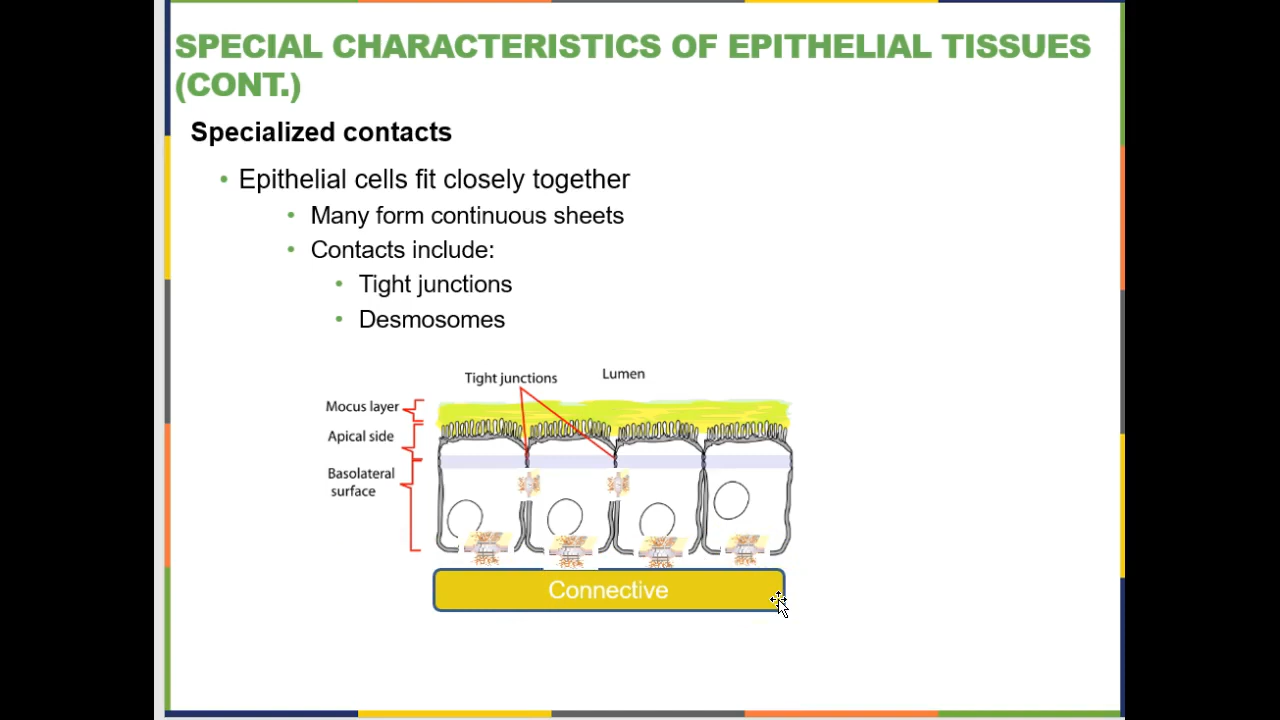 SPECIAL CHARACTERISTICS OF EPITHELIAL TISSUES
(CONT.)
Specialized contacts
• Epithelial cells fit closely together
• Many form continuous sheets
• Contacts include:
• Tight junctions
• Desmosomes
Tight junctions
Lumen
Mocus layer
Apical side
Basolateral
surface
Connective